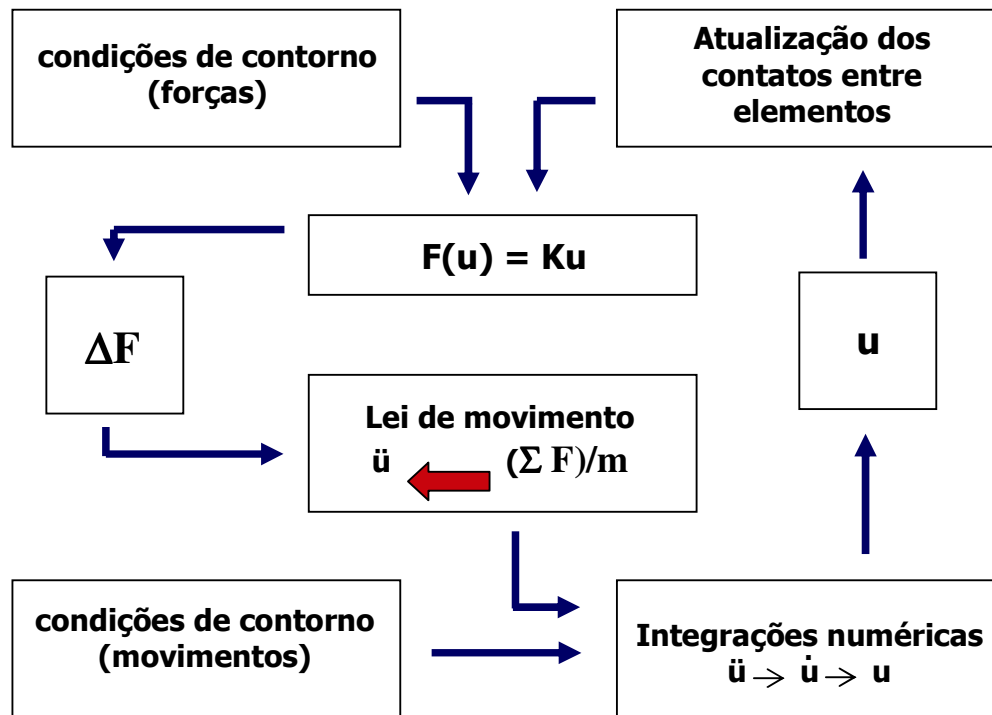 condições de contorno
(forças)
Atualização dos
contatos entre
elementos
F(u) = Ku
ΔF
u
Lei de movimento
ü (Σ F)/m
condições de contorno
(movimentos)
Integrações numéricas
ü → u̇ → u